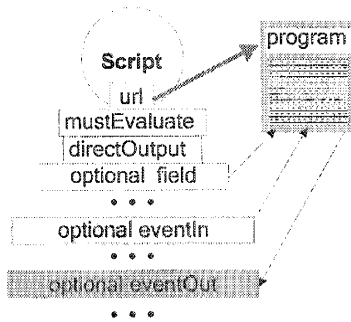 program
Script
url
mustEvaluate
directOutput
optional field
• • •
optional eventIn
• • •
optional eventOut
• • •